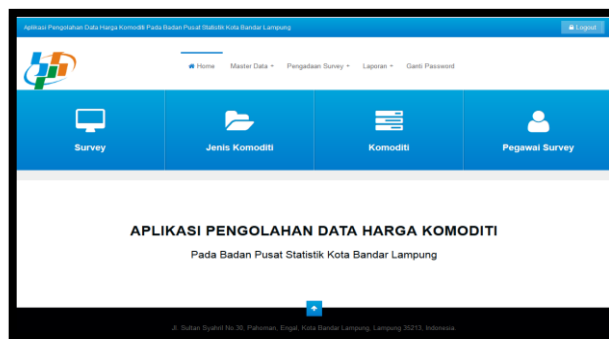 Aplikasi Pengolahan Data Harga Komoditi Pada Badan Pusat Statistik Kota Bandar Lampung
Logout
Home Master Data Pengadaan Survey Laporan Ganti Password
Survey Jenis Komoditi Komoditi Pegawai Survey
APLIKASI PENGOLAHAN DATA HARGA KOMODITI
Pada Badan Pusat Statistik Kota Bandar Lampung
Jl. Sultan Syahril No.30, Pahoman, Engal, Kota Bandar Lampung, Lampung 35213, Indonesia